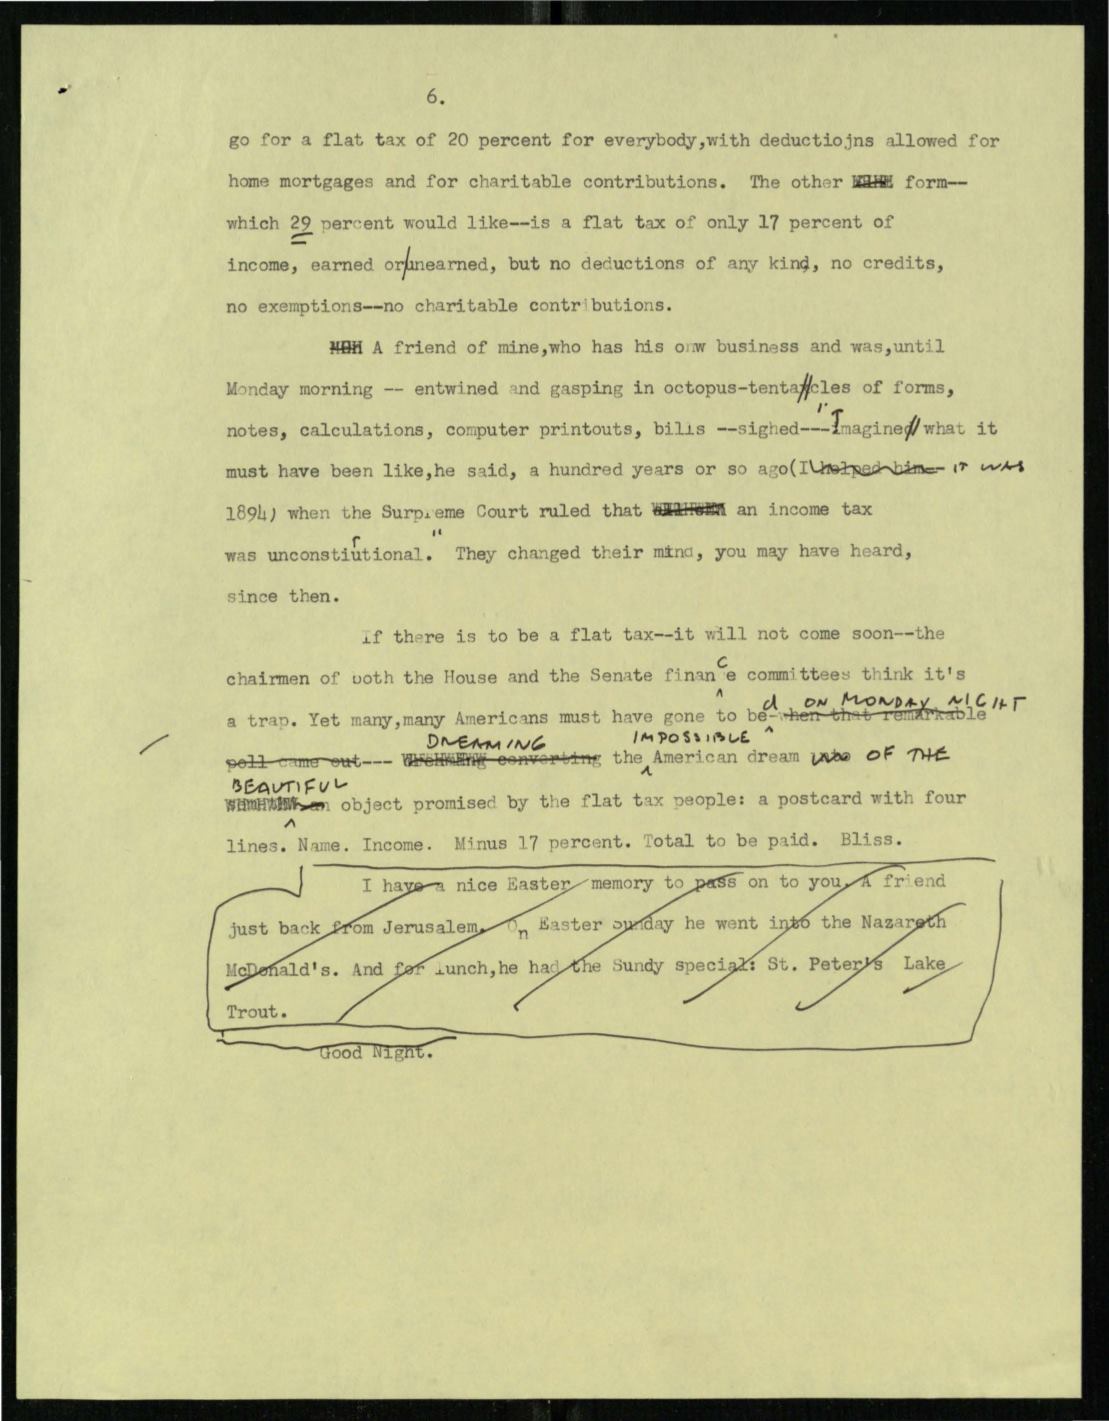 6.
go for a flat tax of 20 percent for everybody,with deductiojns allowed for
home mortgages and for charitable contributions. The other form--
which 29 percent would like--is a flat tax of only 17 percent of
income, earned or/unearned, but no deductions of any kind, no credits,
no exemptions--no charitable contributions.
A friend of mine,who has his onw business and was,until
Monday morning -- entwined and gasping in octopus-tenta//cles of forms,
notes, calculations, computer printouts, bills --sighed---"Imagined what it
must have been like,he said, a hundred years or so ago(I helped him IT WAS
1894) when the Surpreme Court ruled that an income tax
was unconstiutional." They changed their mind, you may have heard,
since then.
If there is to be a flat tax--it will not come soon--the
chairmen of both the House and the Senate finance committees think it's
d ON MONDAY NIGHT
a trap. Yet many,many Americans must have gone to be-when that remarkable
DREAMING IMPOSSIBLE
poll came out--- converting the American dream into OF THE
BEAUTIFUL
an object promised by the flat tax people: a postcard with four
lines. Name. Income. Minus 17 percent. Total to be paid. Bliss.
I have a nice Easter memory to pass on to you. A friend
just back from Jerusalem. On Easter Sunday he went into the Nazareth
McDonald's. And for lunch,he had the Sundy special: St. Peter's Lake
Trout.
Good Night.